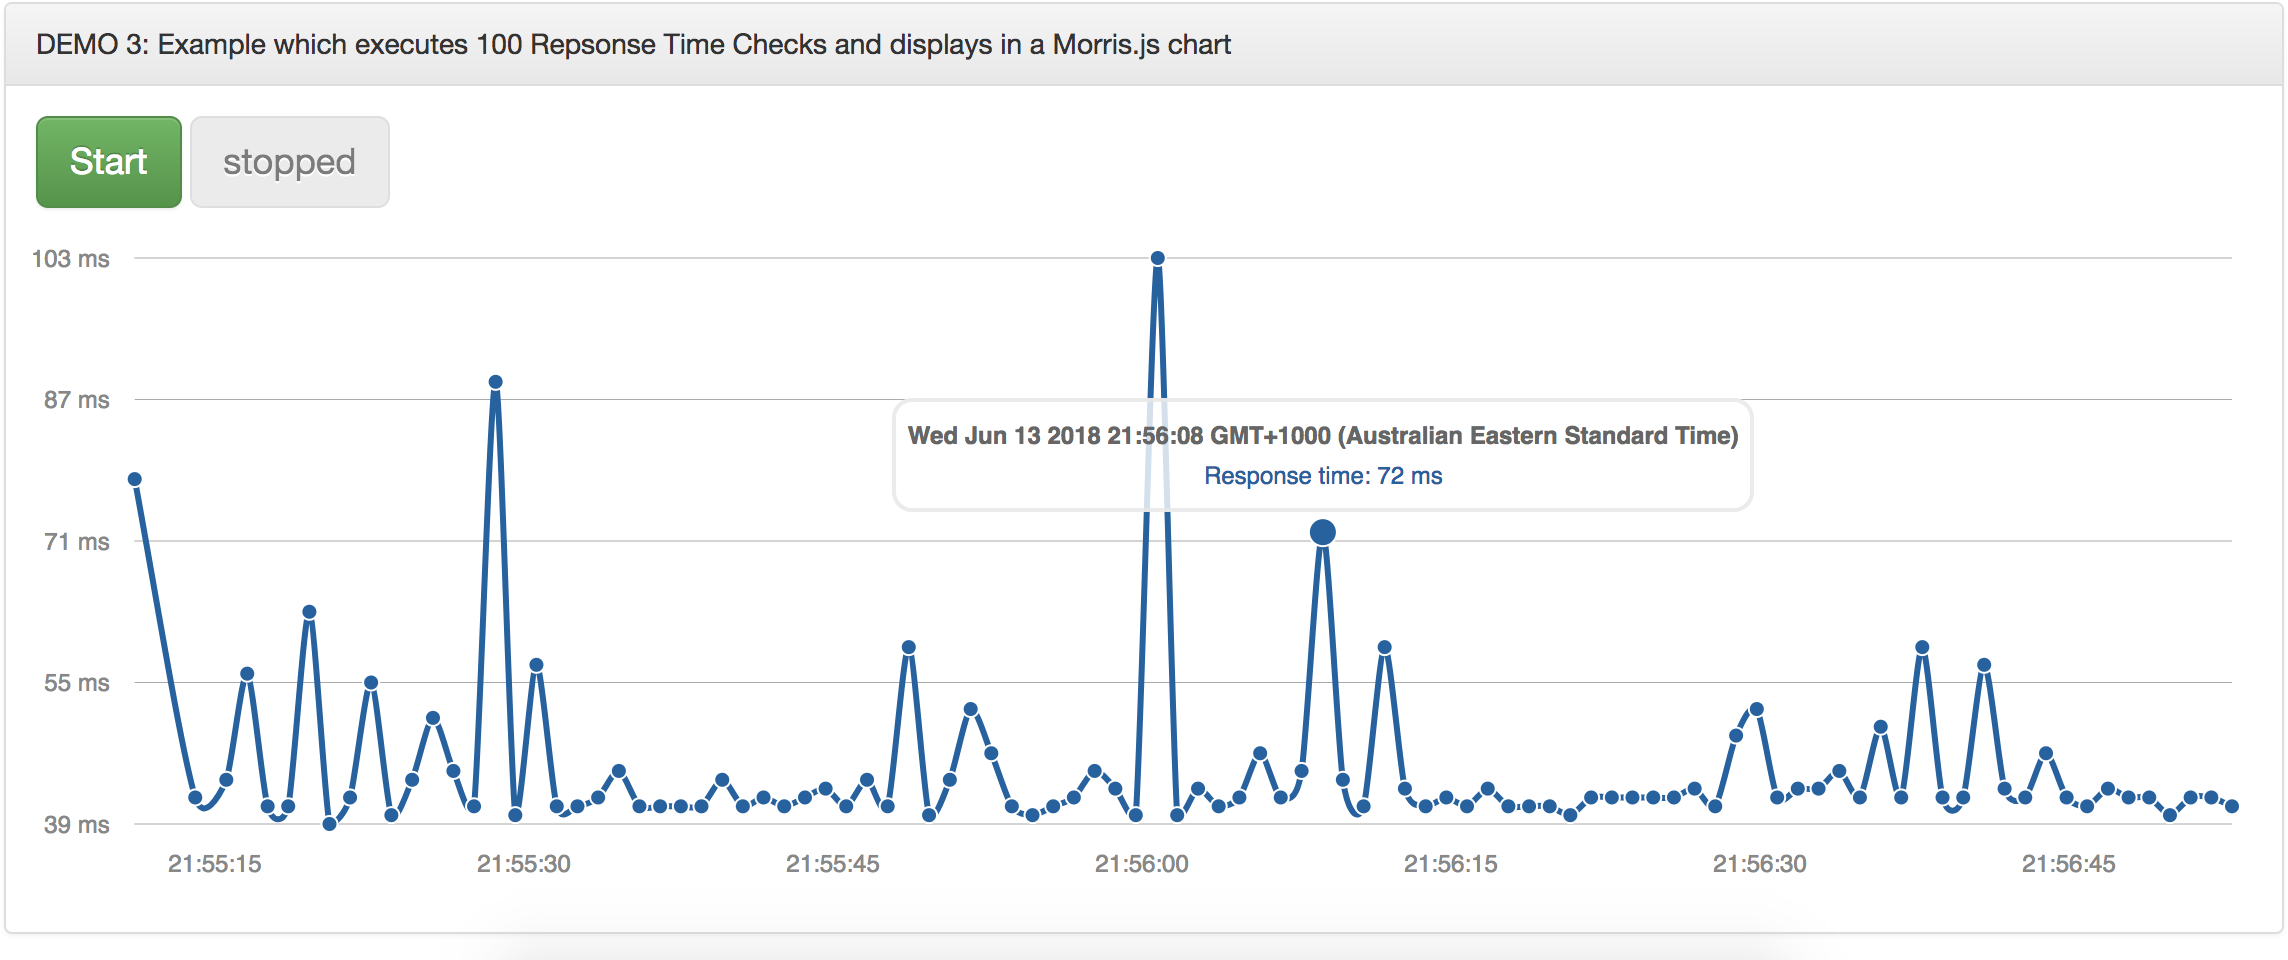 DEMO 3: Example which executes 100 Repsonse Time Checks and displays in a Morris.js chart
Start
stopped
103 ms
87 ms
Wed Jun 13 2018 21:56:08 GMT+1000 (Australian Eastern Standard Time)
Response time: 72 ms
71 ms
55 ms
39 ms
21:55:15
21:55:30
21:55:45
21:56:00
21:56:15
21:56:30
21:56:45